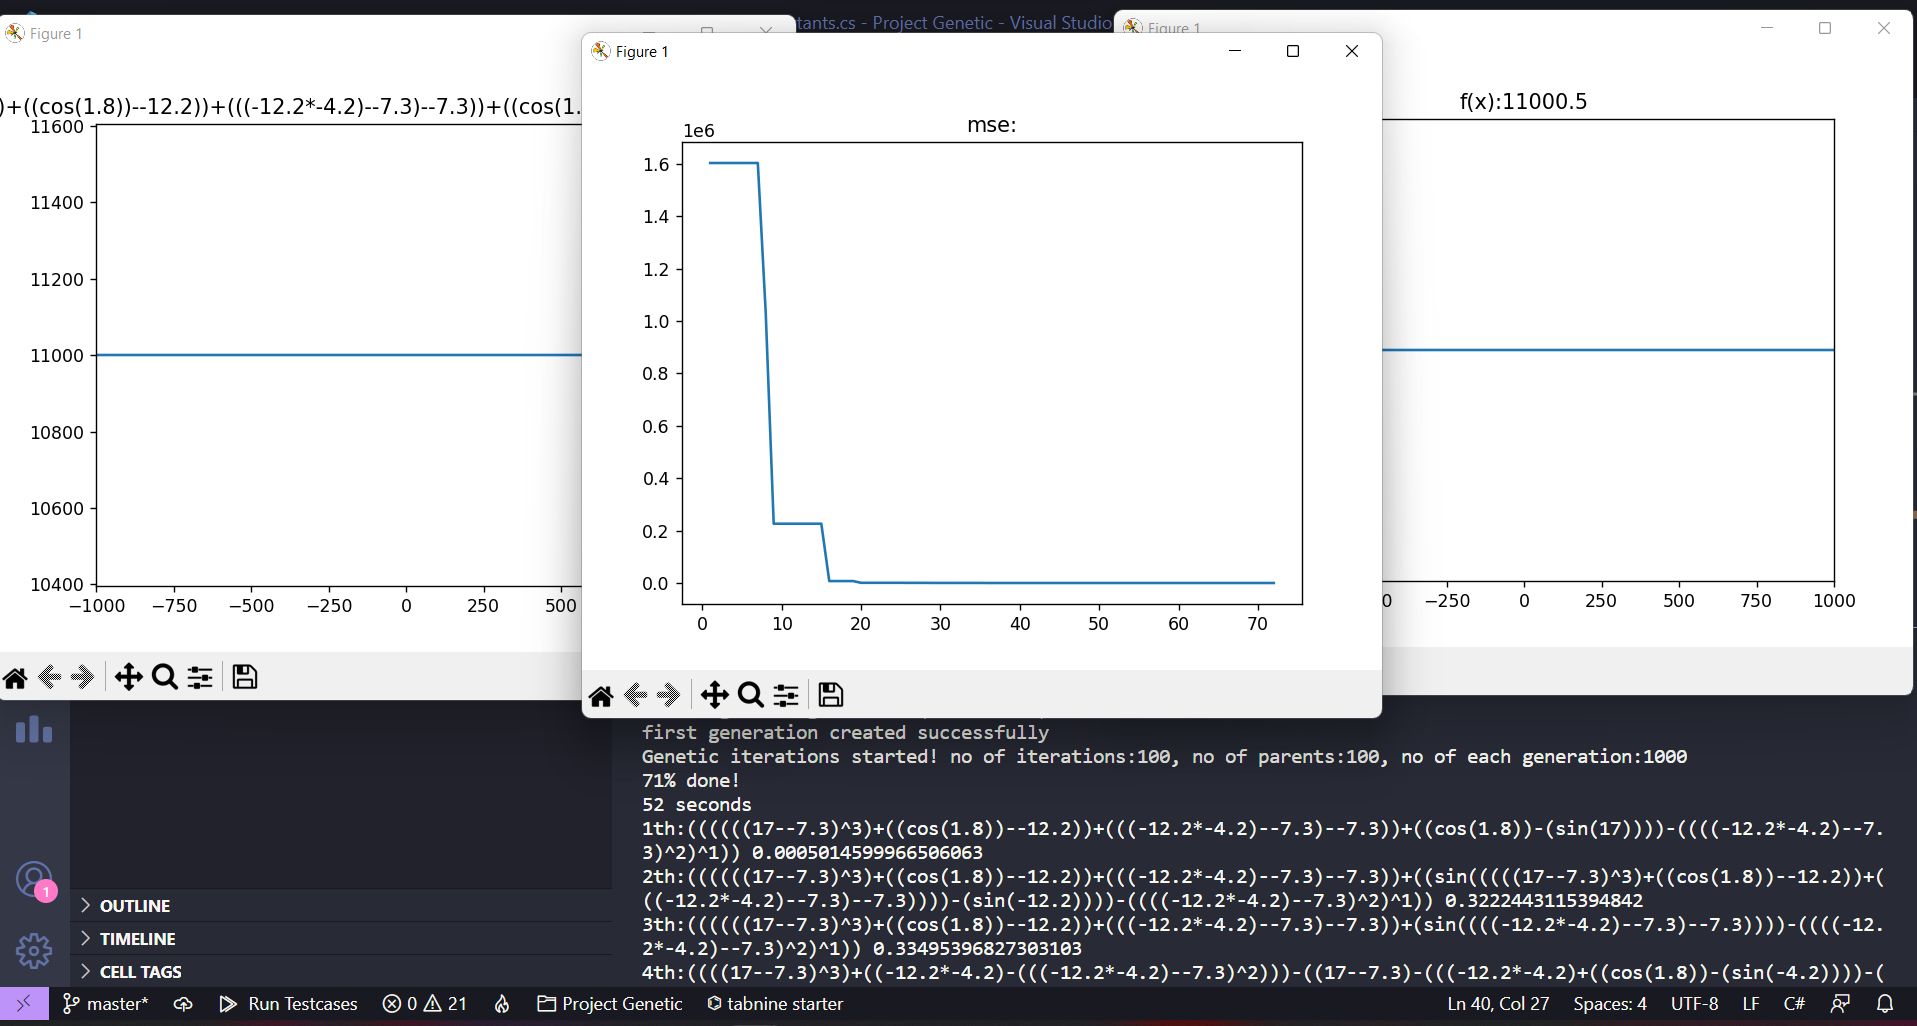 tants.cs - Project Genetic - Visual Studio
Figure 1
)+((cos(1.8))--12.2))+(((-12.2*-4.2)--7.3)--7.3))+((cos(1.
11600
11400
11200
11000
10800
10600
10400
−1000 −750 −500 −250 0 250 500
Figure 1
mse:
1e6
1.6
1.4
1.2
1.0
0.8
0.6
0.4
0.2
0.0
0 10 20 30 40 50 60 70
Figure 1
f(x):11000.5
0 −250 0 250 500 750 1000
first generation created successfully
Genetic iterations started! no of iterations:100, no of parents:100, no of each generation:1000
71% done!
52 seconds
1th:((((((17--7.3)^3)+((cos(1.8))--12.2))+(((-12.2*-4.2)--7.3)--7.3))+((cos(1.8))-(sin(17))))-((((-12.2*-4.2)--7.
3)^2)^1)) 0.0005014599966506063
2th:((((((17--7.3)^3)+((cos(1.8))--12.2))+(((-12.2*-4.2)--7.3)--7.3))+((sin(((((17--7.3)^3)+((cos(1.8))--12.2))+(
((-12.2*-4.2)--7.3)--7.3))))-(sin(-12.2))))-((((-12.2*-4.2)--7.3)^2)^1)) 0.3222443115394842
3th:((((((17--7.3)^3)+((cos(1.8))--12.2))+(((-12.2*-4.2)--7.3)--7.3))+(sin((((-12.2*-4.2)--7.3)--7.3))))-((((-12.
2*-4.2)--7.3)^2)^1)) 0.33495396827303103
4th:((((17--7.3)^3)+((-12.2*-4.2)-(((-12.2*-4.2)--7.3)^2)))-((17--7.3)-(((-12.2*-4.2)+((cos(1.8))-(sin(-4.2))))-(
1
OUTLINE
TIMELINE
CELL TAGS
master* Run Testcases 0 21 Project Genetic tabnine starter Ln 40, Col 27 Spaces: 4 UTF-8 LF C#